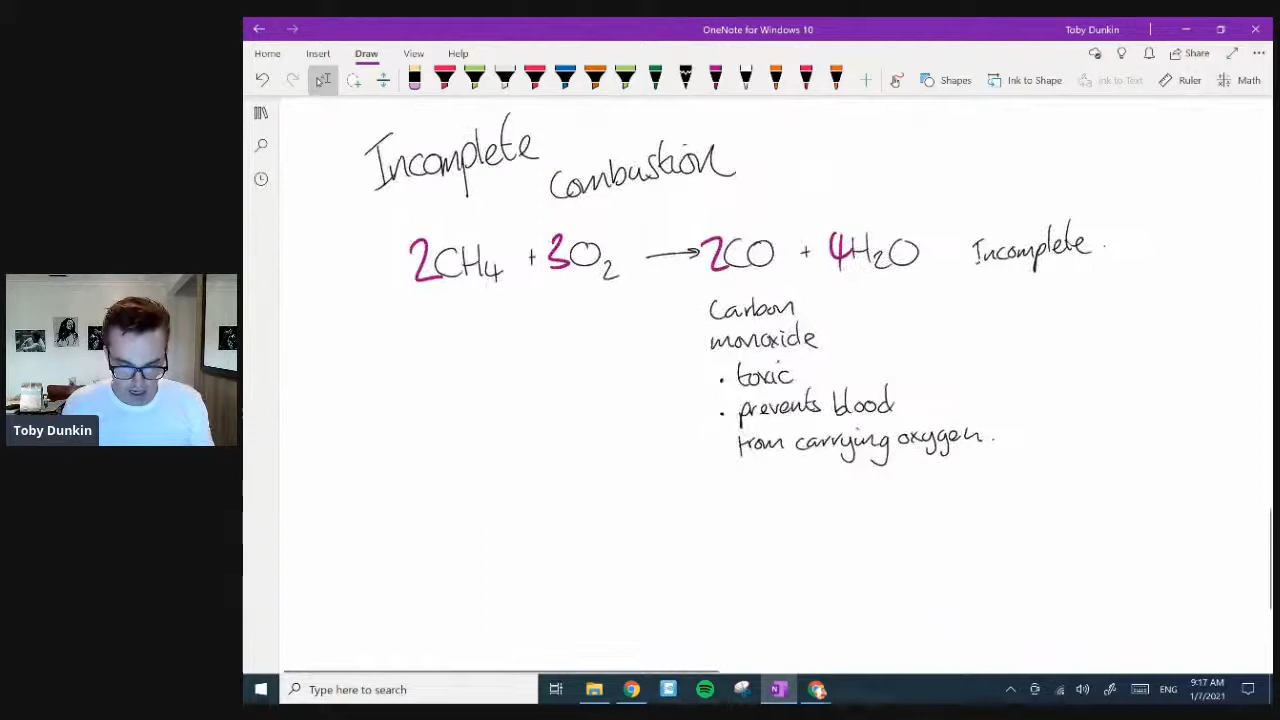 OneNote for Windows 10
Toby Dunkin
Home Insert Draw View Help
Share
Shapes Ink to Shape Ink to Text Ruler Math
Incomplete combustion
2CH4 + 3O2 → 2CO + 4H2O Incomplete.
Carbon
monoxide
. toxic
. prevents blood
from carrying oxygen.
Toby Dunkin
Type here to search
ENG
9:17 AM
1/7/2021